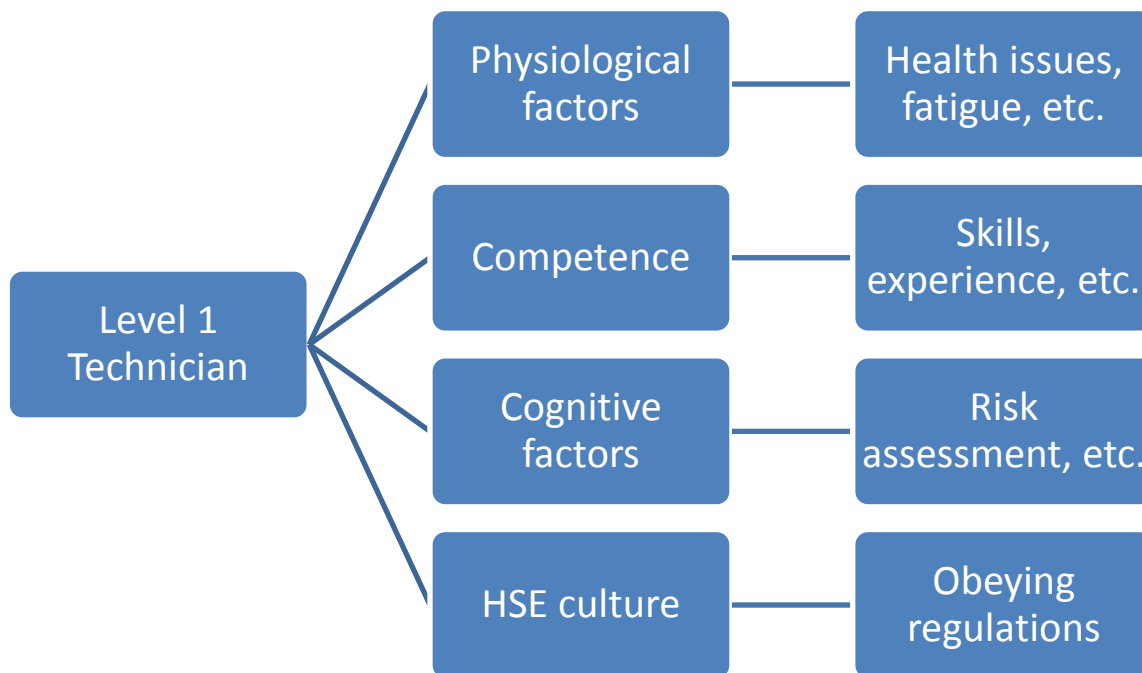 Physiological
factors
Health issues,
fatigue, etc.
Competence
Skills,
experience, etc.
Level 1
Technician
Cognitive
factors
Risk
assessment, etc.
HSE culture
Obeying
regulations